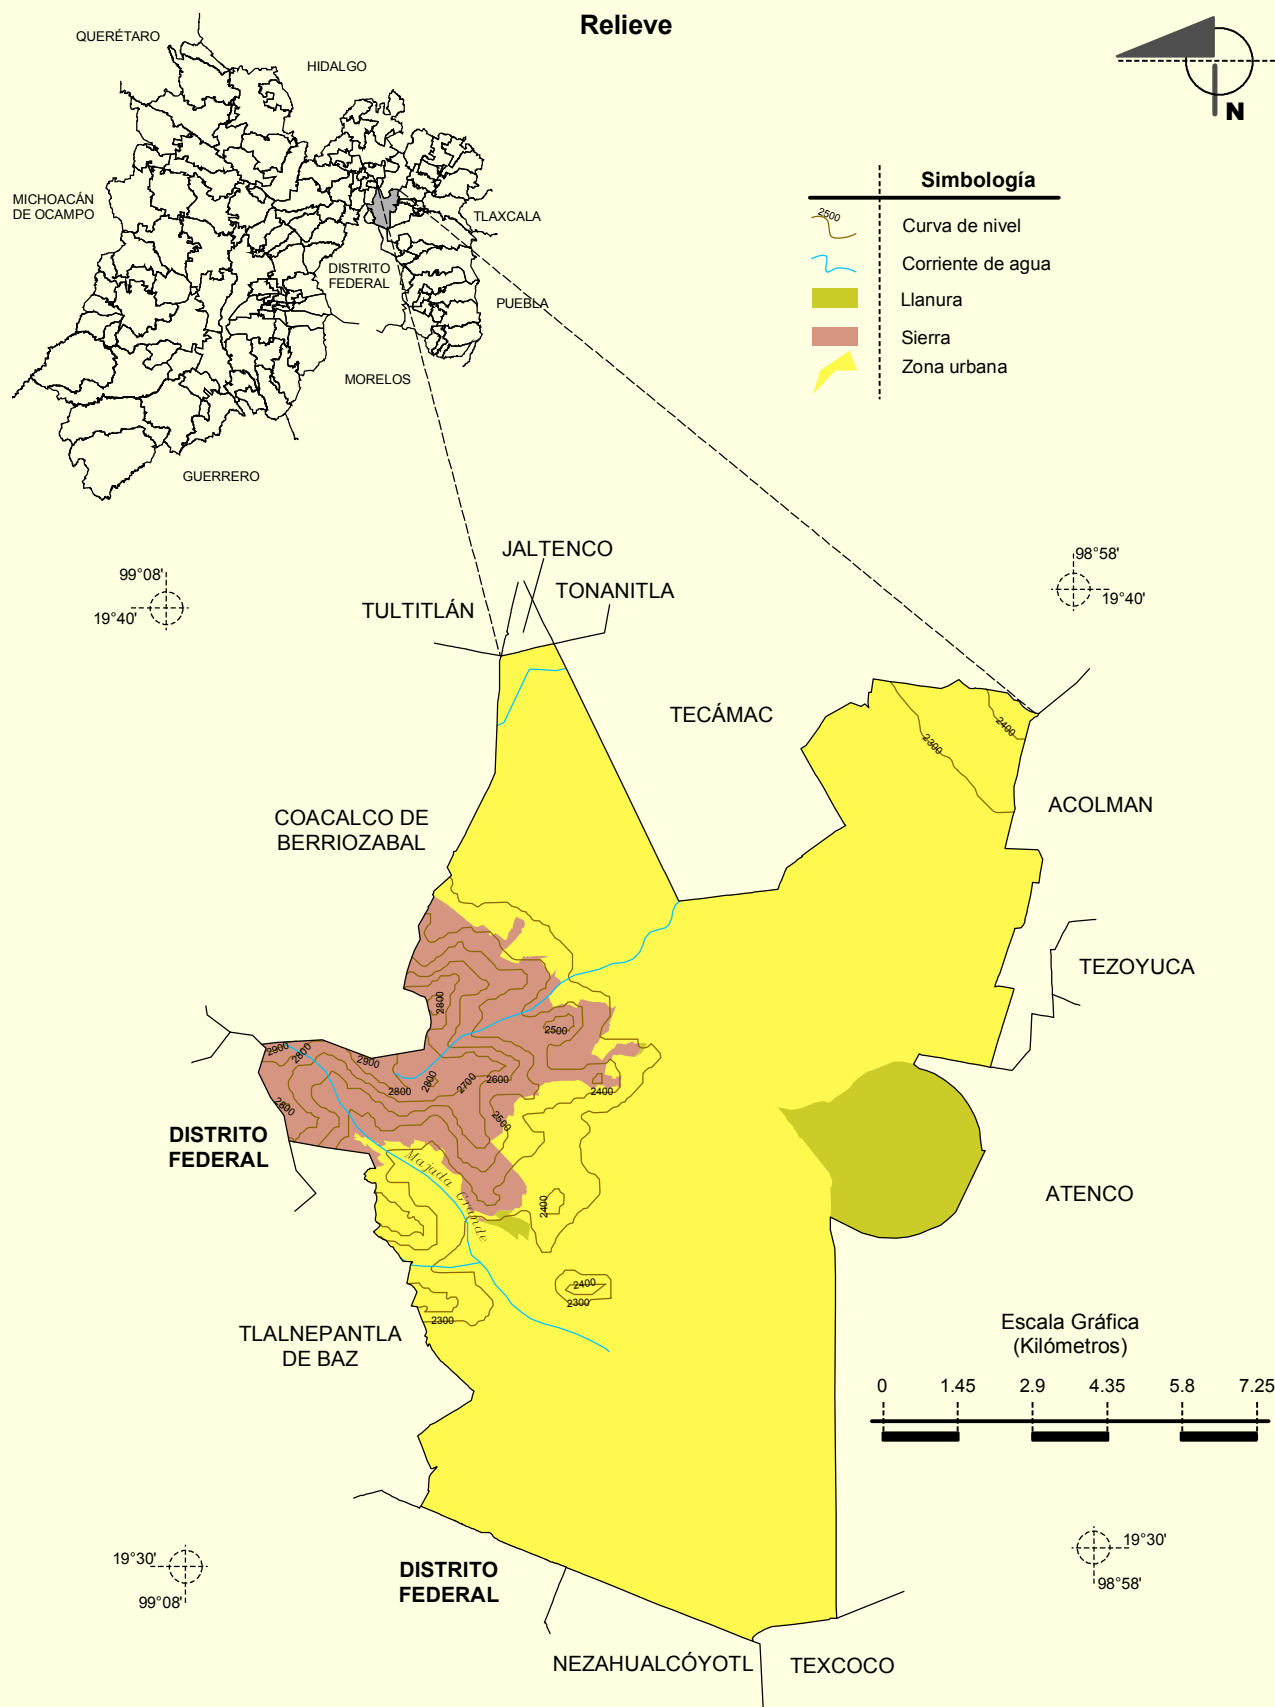 Relieve
QUERÉTARO
HIDALGO
MICHOACÁN
DE OCAMPO
TLAXCALA
DISTRITO
FEDERAL
PUEBLA
MORELOS
GUERRERO
N
Simbología
2500
Curva de nivel
Corriente de agua
Llanura
Sierra
Zona urbana
99°08'
19°40'
98°58'
19°40'
JALTENCO
TONANITLA
TULTITLÁN
TECÁMAC
2300
2400
ACOLMAN
COACALCO DE
BERRIOZABAL
TEZOYUCA
2800
2500
2900
2800
2900
2800
2800
2700
2600
2400
2800
2500
DISTRITO
FEDERAL
Majada Grande
2400
ATENCO
2400
2300
2300
TLALNEPANTLA
DE BAZ
Escala Gráfica
(Kilómetros)
0 1.45 2.9 4.35 5.8 7.25
19°30'
99°08'
19°30'
98°58'
DISTRITO
FEDERAL
NEZAHUALCÓYOTL
TEXCOCO